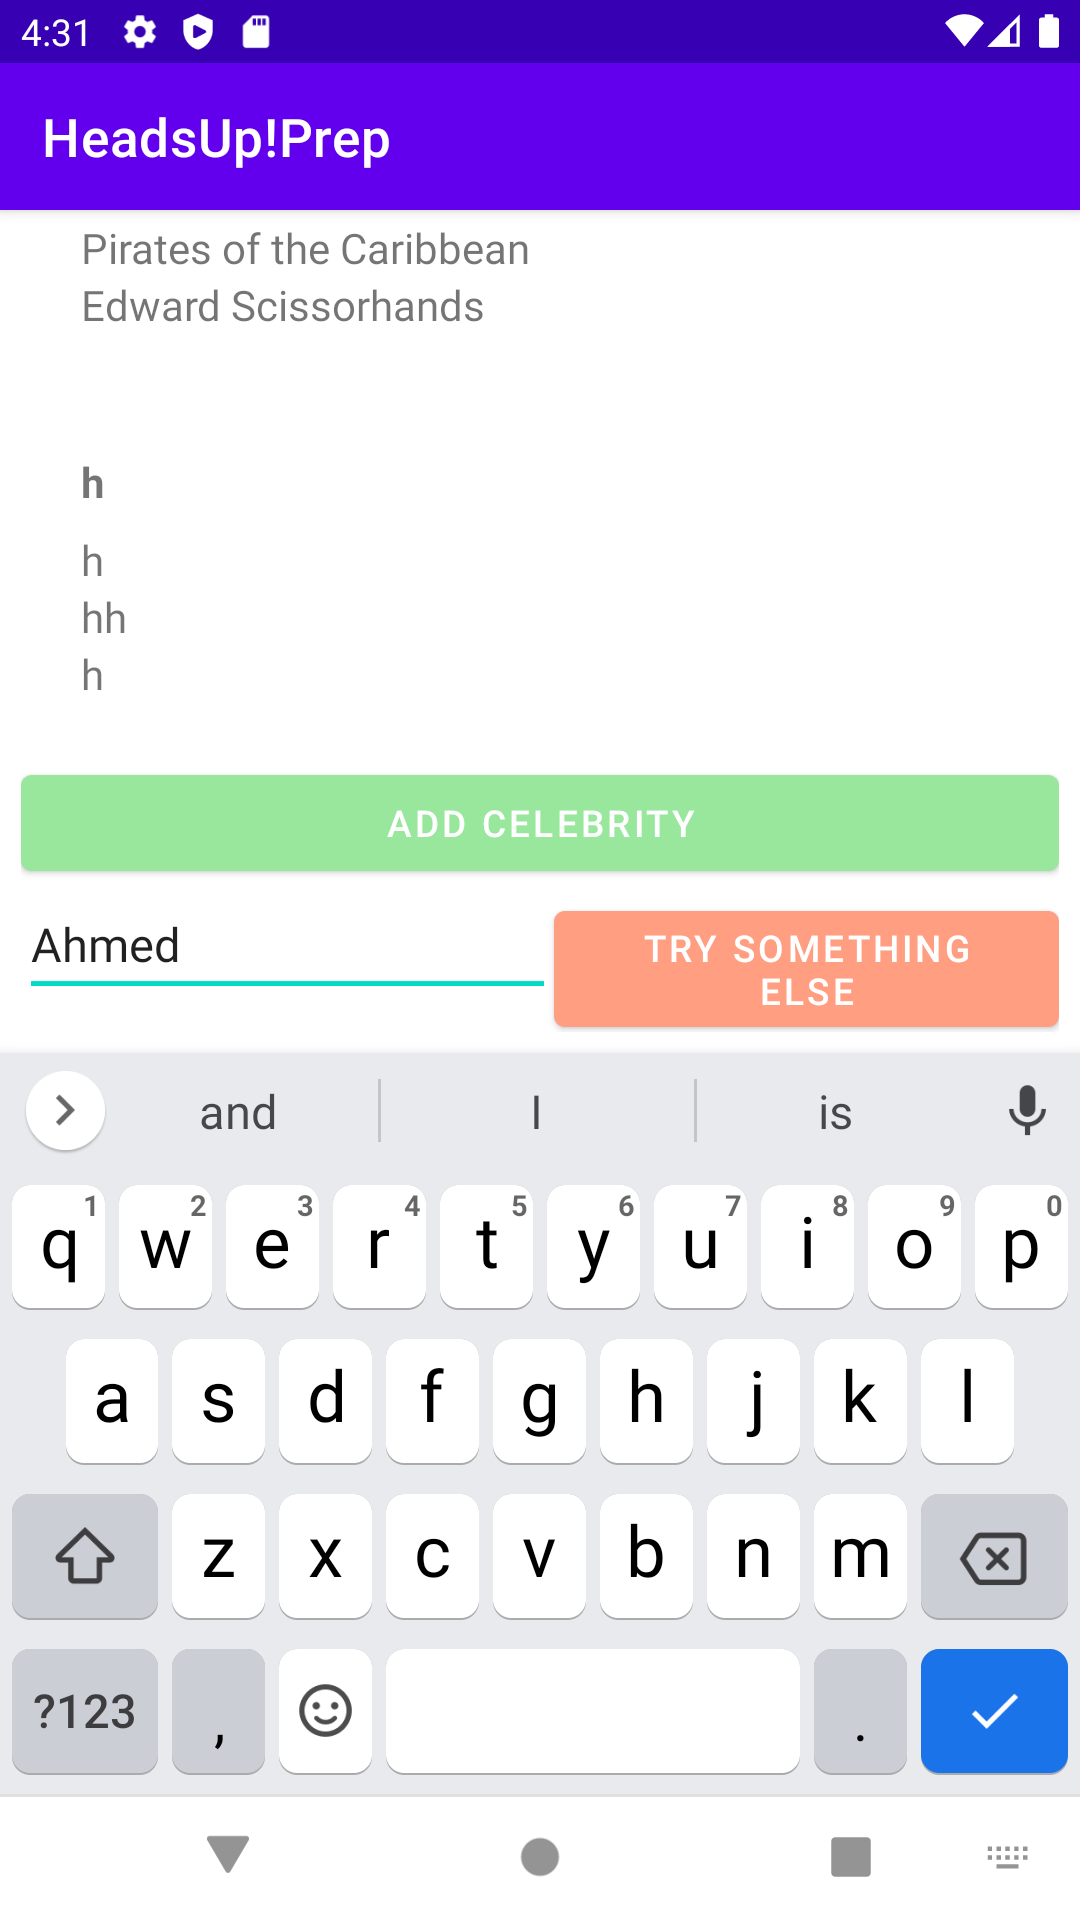 4:31
HeadsUp!Prep
Pirates of the Caribbean
Edward Scissorhands
h
h
hh
h
ADD CELEBRITY
Ahmed
TRY SOMETHING
ELSE
and I is
1 2 3 4 5 6 7 8 9 0
q w e r t y u i o p
a s d f g h j k l
z x c v b n m
?123 , .